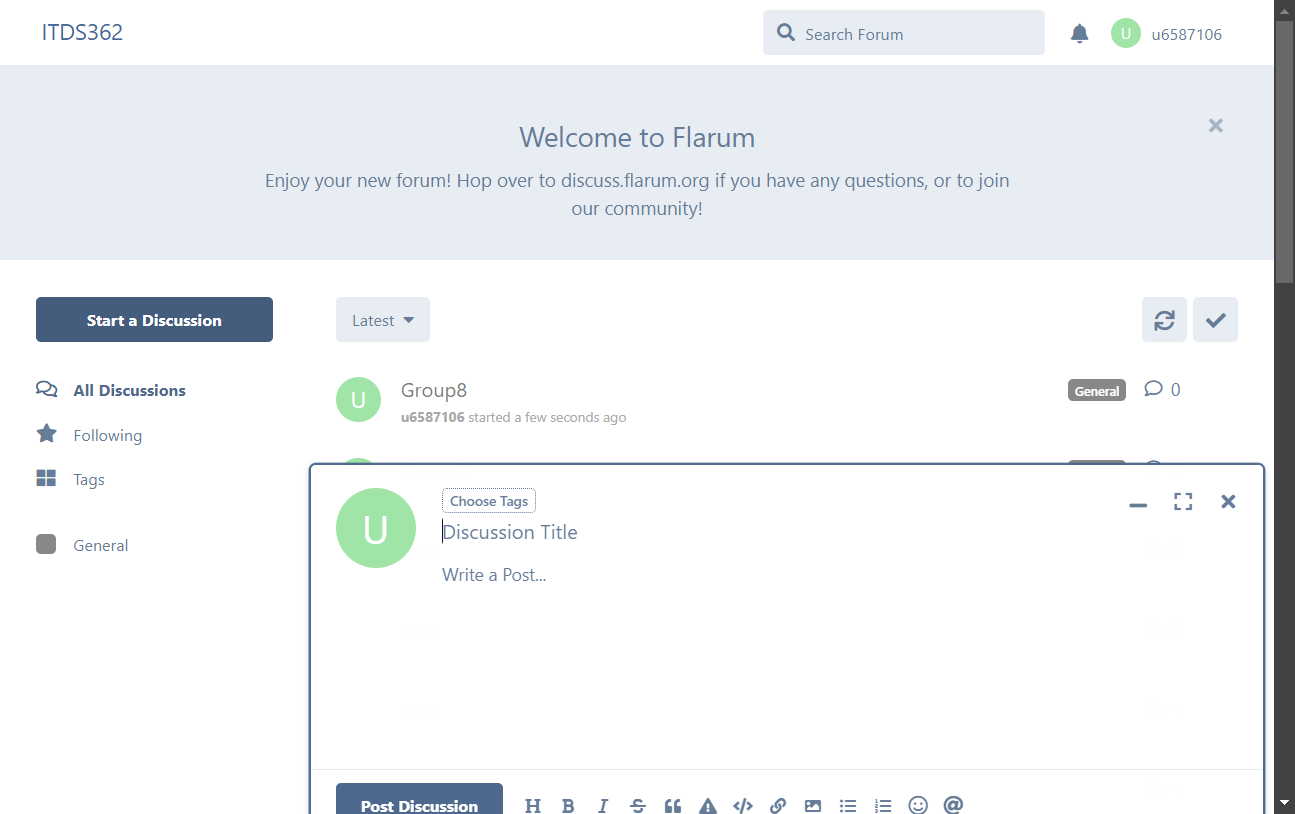 ITDS362
Search Forum
U
u6587106
Welcome to Flarum
Enjoy your new forum! Hop over to discuss.flarum.org if you have any questions, or to join
our community!
Start a Discussion
Latest
All Discussions
Following
Tags
General
U
Group8
u6587106 started a few seconds ago
General
0
U
Choose Tags
Discussion Title
Write a Post...
Post Discussion